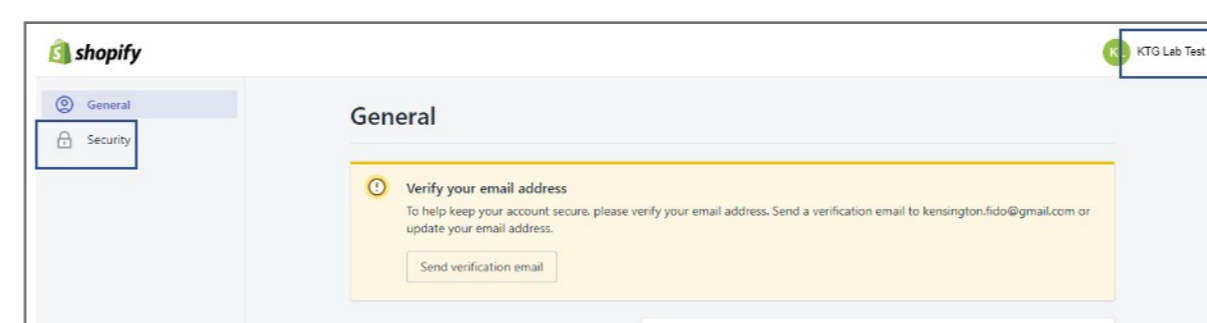 shopify
KTG Lab Test
General
Security
General
Verify your email address
To help keep your account secure, please verify your email address. Send a verification email to kensington.fido@gmail.com or
update your email address.
Send verification email